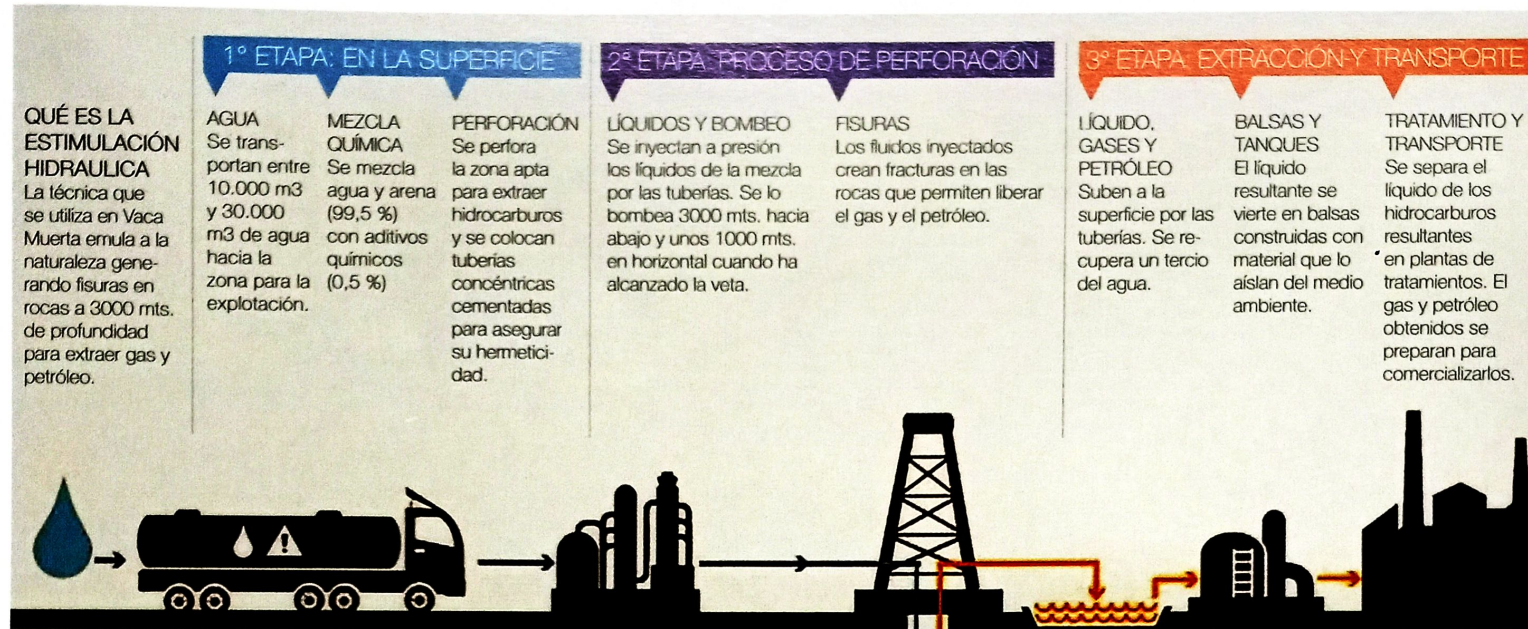 QUÉ ES LA
ESTIMULACIÓN
HIDRAULICA
La técnica que
se utiliza en Vaca
Muerta emula a la
naturaleza gene-
rando fisuras en
rocas a 3000 mts.
de profundidad
para extraer gas y
petróleo.
1º ETAPA: EN LA SUPERFICIE
AGUA
Se trans-
portan entre
10.000 m3
y 30.000
m3 de agua
hacia la
zona para la
explotación.
MEZCLA
QUÍMICA
Se mezcla
agua y arena
(99,5 %)
con aditivos
químicos
(0,5 %)
PERFORACIÓN
Se perfora
la zona apta
para extraer
hidrocarburos
y se colocan
tuberías
concéntricas
cementadas
para asegurar
su hermetici-
dad.
2ª ETAPA: PROCESO DE PERFORACIÓN
LÍQUIDOS Y BOMBEO
Se inyectan a presión
los líquidos de la mezcla
por las tuberías. Se lo
bombea 3000 mts. hacia
abajo y unos 1000 mts.
en horizontal cuando ha
alcanzado la veta.
FISURAS
Los fluidos inyectados
crean fracturas en las
rocas que permiten liberar
el gas y el petróleo.
3º ETAPA: EXTRACCIÓN Y TRANSPORTE
LÍQUIDO,
GASES Y
PETRÓLEO
Suben a la
superficie por las
tuberías. Se re-
cupera un tercio
del agua.
BALSAS Y
TANQUES
El líquido
resultante se
vierte en balsas
construidas con
material que lo
aíslan del medio
ambiente.
TRATAMIENTO Y
TRANSPORTE
Se separa el
líquido de los
hidrocarburos
resultantes
en plantas de
tratamientos. El
gas y petróleo
obtenidos se
preparan para
comercializarlos.